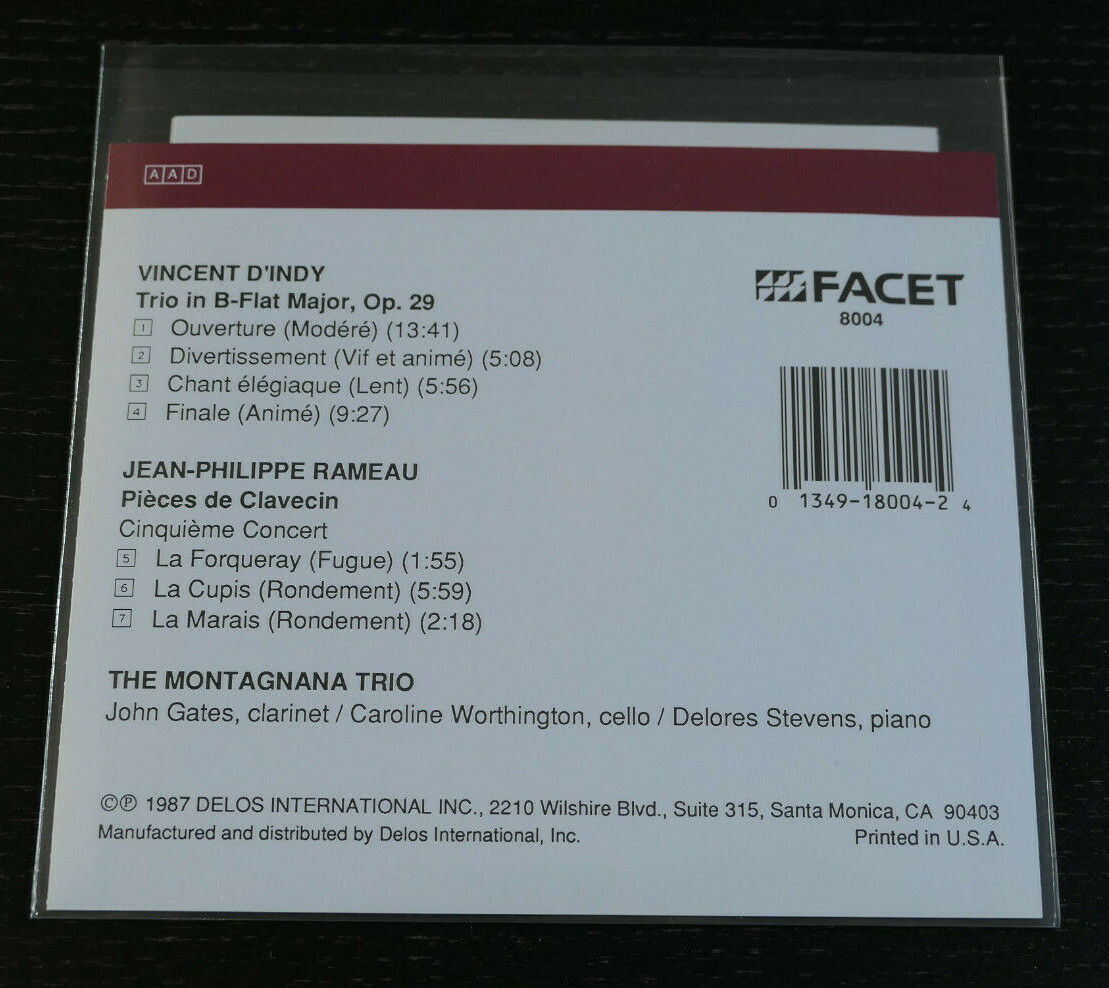 AAD
VINCENT D'INDY
Trio in B-Flat Major, Op. 29
1 Ouverture (Modéré) (13:41)
2 Divertissement (Vif et animé) (5:08)
3 Chant élégiaque (Lent) (5:56)
4 Finale (Animé) (9:27)
FACET
8004
0 1349-18004-2 4
JEAN-PHILIPPE RAMEAU
Pièces de Clavecin
Cinquième Concert
5 La Forqueray (Fugue) (1:55)
6 La Cupis (Rondement) (5:59)
7 La Marais (Rondement) (2:18)
THE MONTAGNANA TRIO
John Gates, clarinet / Caroline Worthington, cello / Delores Stevens, piano
©℗ 1987 DELOS INTERNATIONAL INC., 2210 Wilshire Blvd., Suite 315, Santa Monica, CA 90403
Manufactured and distributed by Delos International, Inc. Printed in U.S.A.